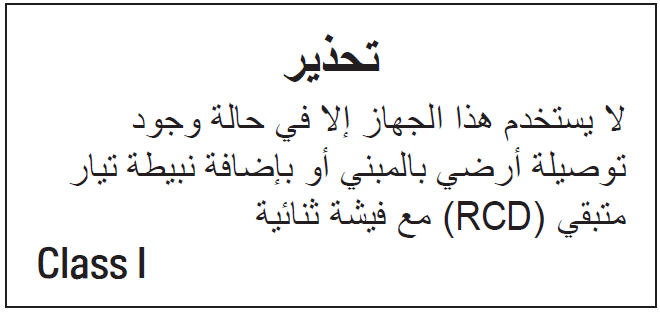 تحذير
لا يستخدم هذا الجهاز إلا في حالة وجود
توصيلة أرضي بالمبني أو بإضافة نبيطة تيار
متبقي (RCD) مع فيشة ثنائية
Class I